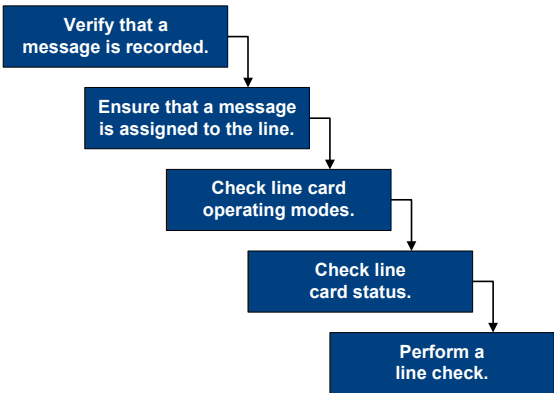 Verify that a
message is recorded.
Ensure that a message
is assigned to the line.
Check line card
operating modes.
Check line
card status.
Perform a
line check.